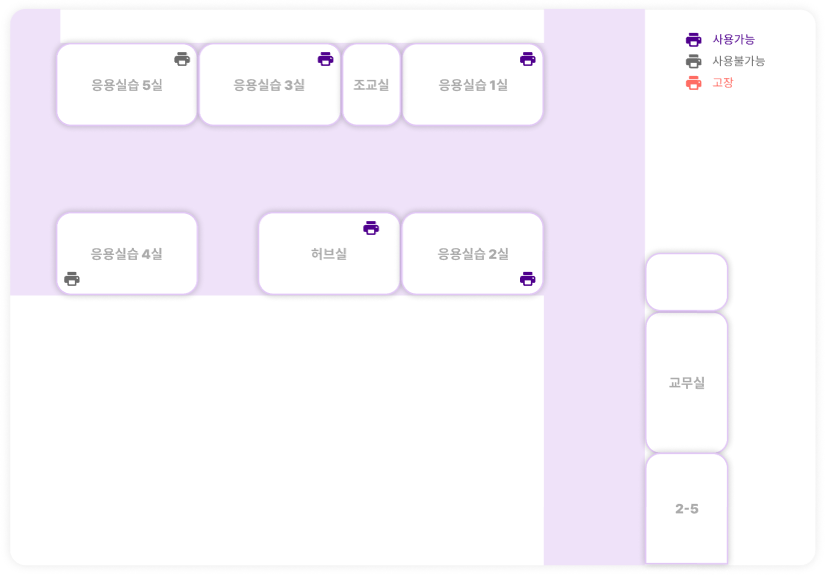 사용가능
사용불가능
고장
응용실습 5실
응용실습 3실
조교실
응용실습 1실
응용실습 4실
허브실
응용실습 2실
교무실
2-5